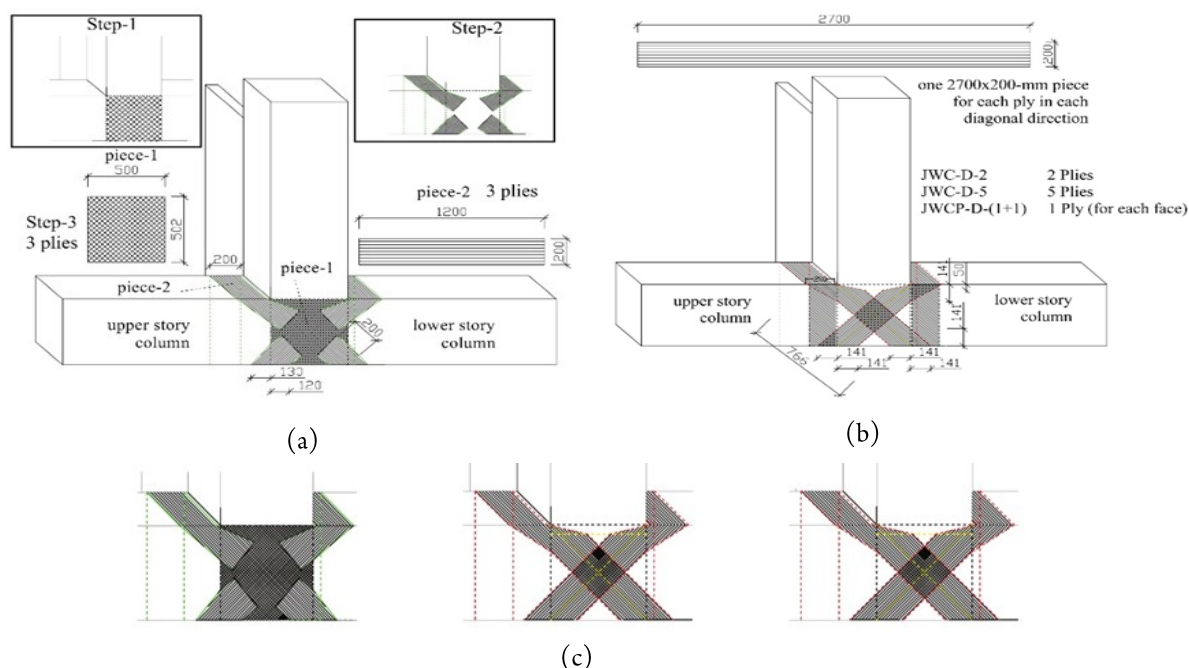 Step-1
piece-1
500
Step-3
3 plies
502
Step-2
piece-2 3 plies
1200
200
200
piece-1
piece-2
upper story
column
lower story
column
200
130
120
(a)
2700
200
one 2700x200-mm piece
for each ply in each
diagonal direction
JWC-D-2 2 Plies
JWC-D-5 5 Plies
JWCP-D-(1+1) 1 Ply (for each face)
141
50
upper story
column
lower story
column
141
766
141
141
141
141
(b)
(c)